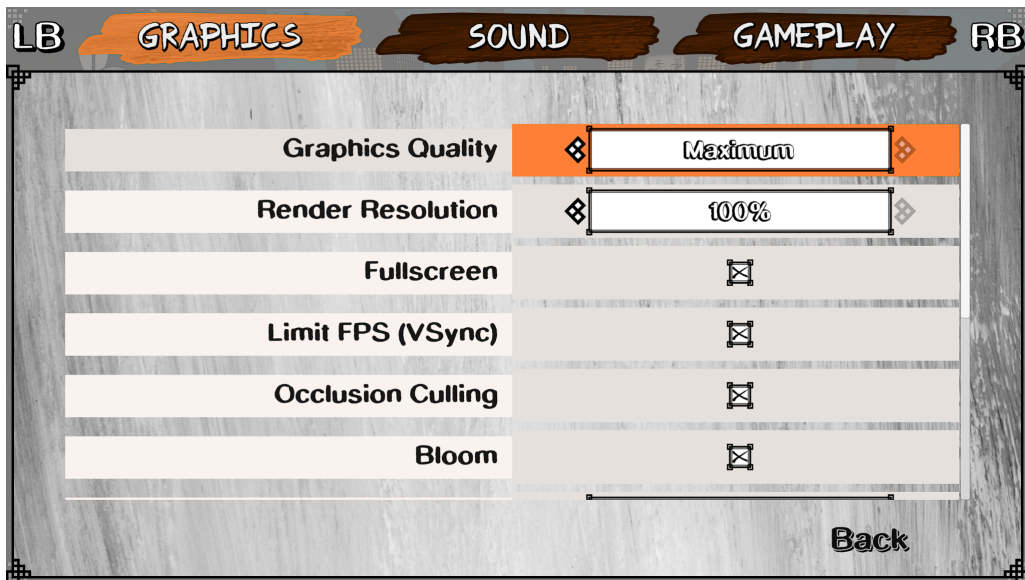 LB GRAPHICS SOUND GAMEPLAY RB
Graphics Quality Maximum
Render Resolution 100%
Fullscreen
Limit FPS (VSync)
Occlusion Culling
Bloom
Back